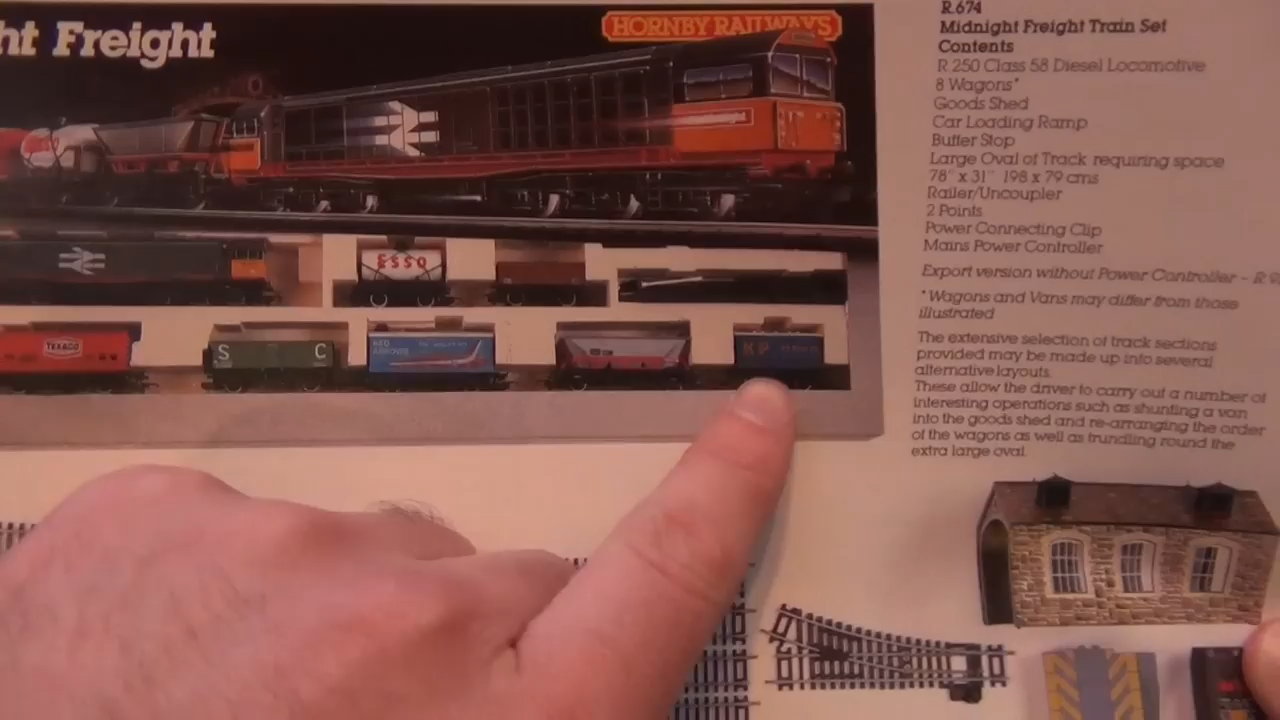 ht Freight
HORNBY RAILWAYS
ESSO
TEXACO
S C
RED
ARROWS
KP
R.674
Midnight Freight Train Set
Contents
R 250 Class 58 Diesel Locomotive
8 Wagons*
Goods Shed
Car Loading Ramp
Buffer Stop
Large Oval of Track requiring space
78" x 31" 198 x 79 cms
Railer/Uncoupler
2 Points
Power Connecting Clip
Mains Power Controller
Export version without Power Controller - R
*Wagons and Vans may differ from those
illustrated
The extensive selection of track sections
provided may be made up into several
alternative layouts.
These allow the driver to carry out a number of
interesting operations such as shunting a van
into the goods shed and re-arranging the order
of the wagons as well as trundling round the
extra large oval.